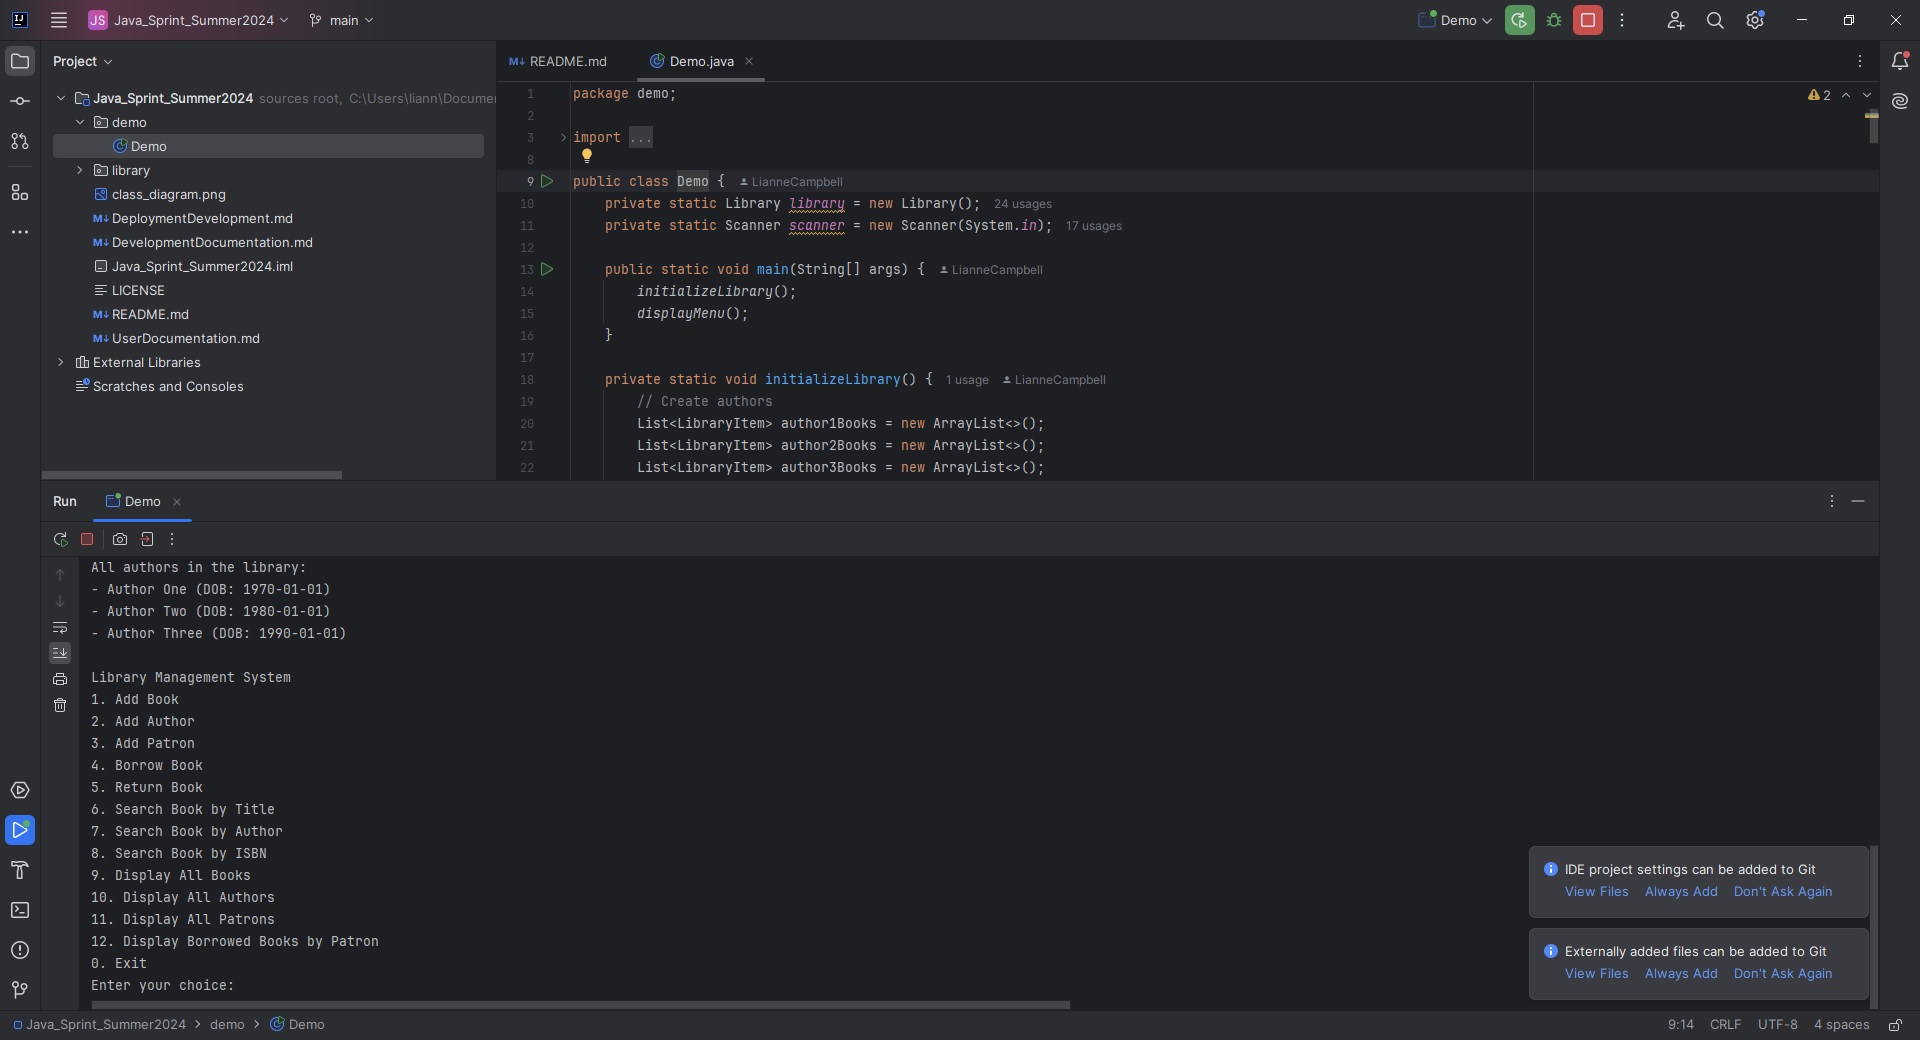 JS Java_Sprint_Summer2024 main Demo
Project
README.md Demo.java
Java_Sprint_Summer2024 sources root, C:\Users\liann\Docume
demo
Demo
library
class_diagram.png
DeploymentDevelopment.md
DevelopmentDocumentation.md
Java_Sprint_Summer2024.iml
LICENSE
README.md
UserDocumentation.md
External Libraries
Scratches and Consoles
1 package demo;
2
3 import ...
8
9 public class Demo { LianneCampbell
10 private static Library library = new Library(); 24 usages
11 private static Scanner scanner = new Scanner(System.in); 17 usages
12
13 public static void main(String[] args) { LianneCampbell
14 initializeLibrary();
15 displayMenu();
16 }
17
18 private static void initializeLibrary() { 1 usage LianneCampbell
19 // Create authors
20 List<LibraryItem> author1Books = new ArrayList<>();
21 List<LibraryItem> author2Books = new ArrayList<>();
22 List<LibraryItem> author3Books = new ArrayList<>();
2
Run Demo
All authors in the library:
- Author One (DOB: 1970-01-01)
- Author Two (DOB: 1980-01-01)
- Author Three (DOB: 1990-01-01)
Library Management System
1. Add Book
2. Add Author
3. Add Patron
4. Borrow Book
5. Return Book
6. Search Book by Title
7. Search Book by Author
8. Search Book by ISBN
9. Display All Books
10. Display All Authors
11. Display All Patrons
12. Display Borrowed Books by Patron
0. Exit
Enter your choice:
IDE project settings can be added to Git
View Files Always Add Don't Ask Again
Externally added files can be added to Git
View Files Always Add Don't Ask Again
Java_Sprint_Summer2024 > demo > Demo
9:14 CRLF UTF-8 4 spaces